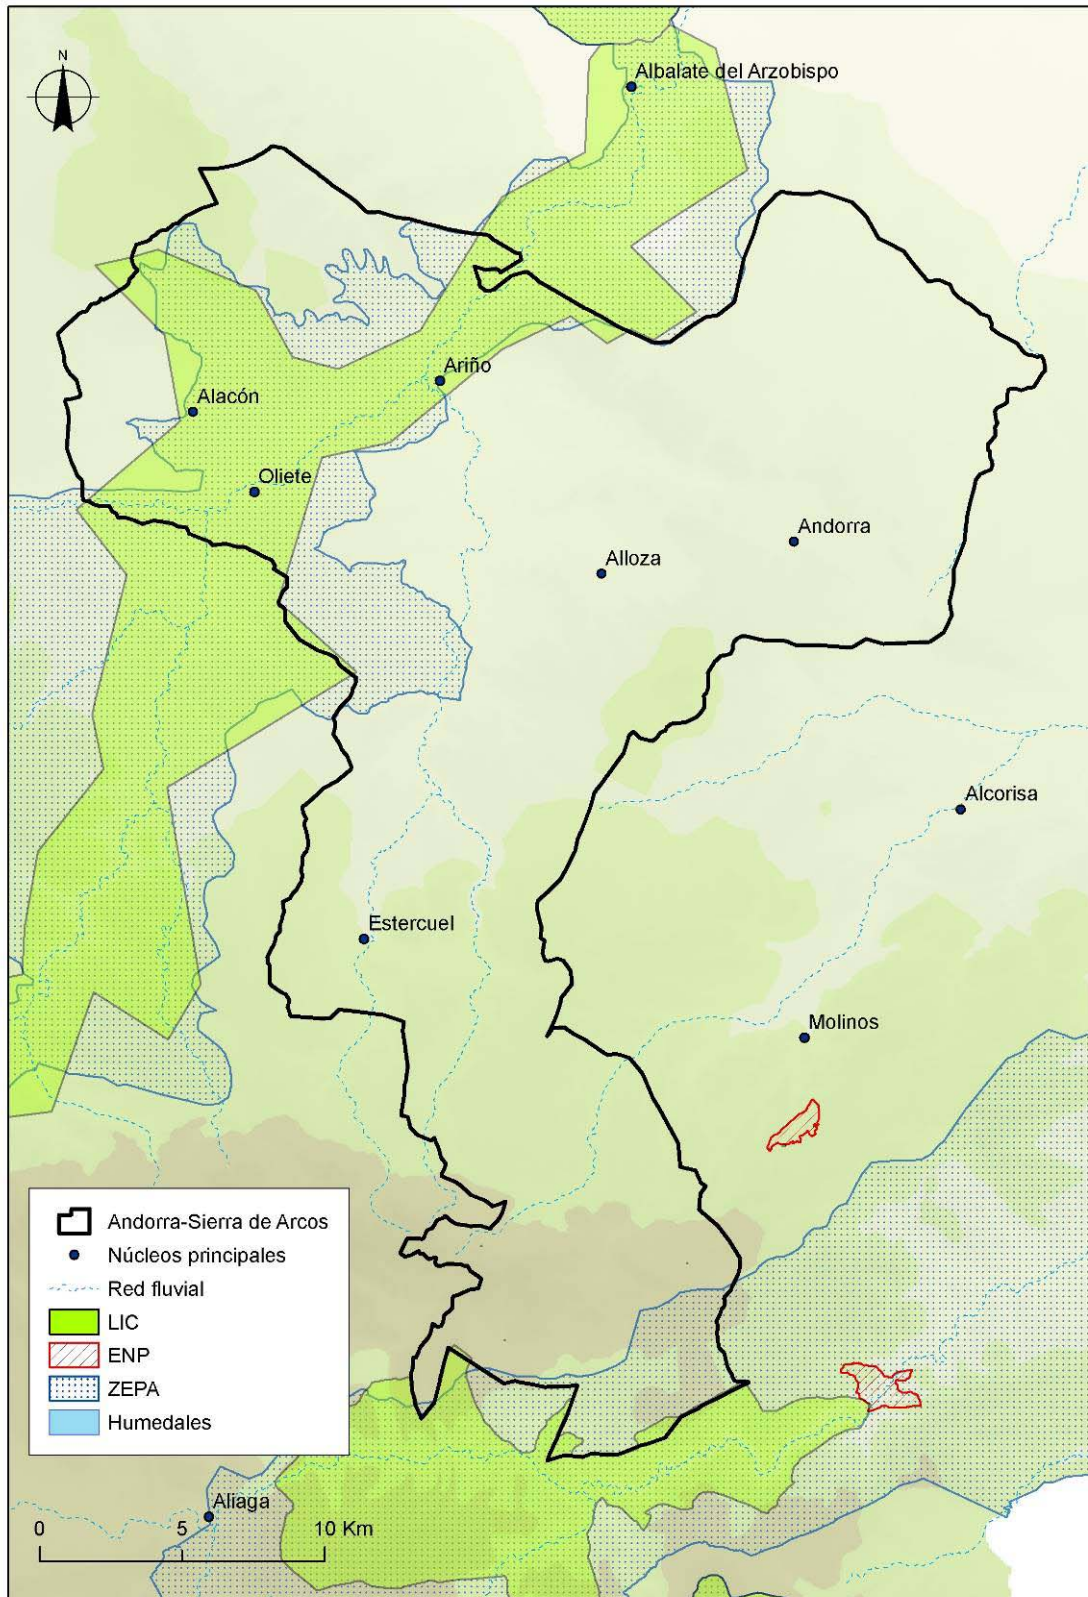 N
Albalate del Arzobispo
Ariño
Alacón
Oliete
Andorra
Alloza
Alcorisa
Estercuel
Molinos
Andorra-Sierra de Arcos
Núcleos principales
Red fluvial
LIC
ENP
ZEPA
Humedales
Aliaga
0 5 10 Km